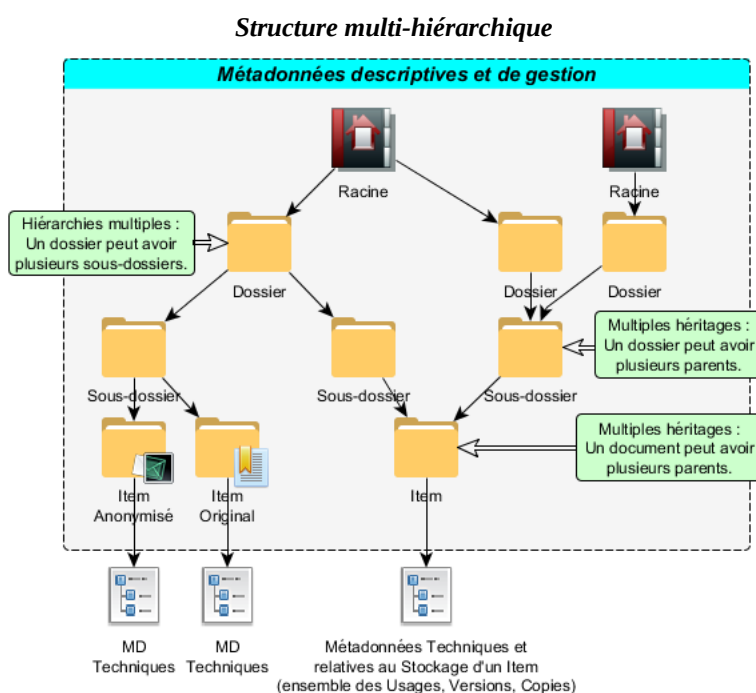 Structure multi-hiérarchique
Métadonnées descriptives et de gestion
Racine
Racine
Hiérarchies multiples :
Un dossier peut avoir
plusieurs sous-dossiers.
Dossier
Dossier
Dossier
Multiples héritages :
Un dossier peut avoir
plusieurs parents.
Sous-dossier
Sous-dossier
Sous-dossier
Multiples héritages :
Un document peut avoir
plusieurs parents.
Item
Anonymisé
Item
Original
Item
MD
Techniques
MD
Techniques
Métadonnées Techniques et
relatives au Stockage d'un Item
(ensemble des Usages, Versions, Copies)